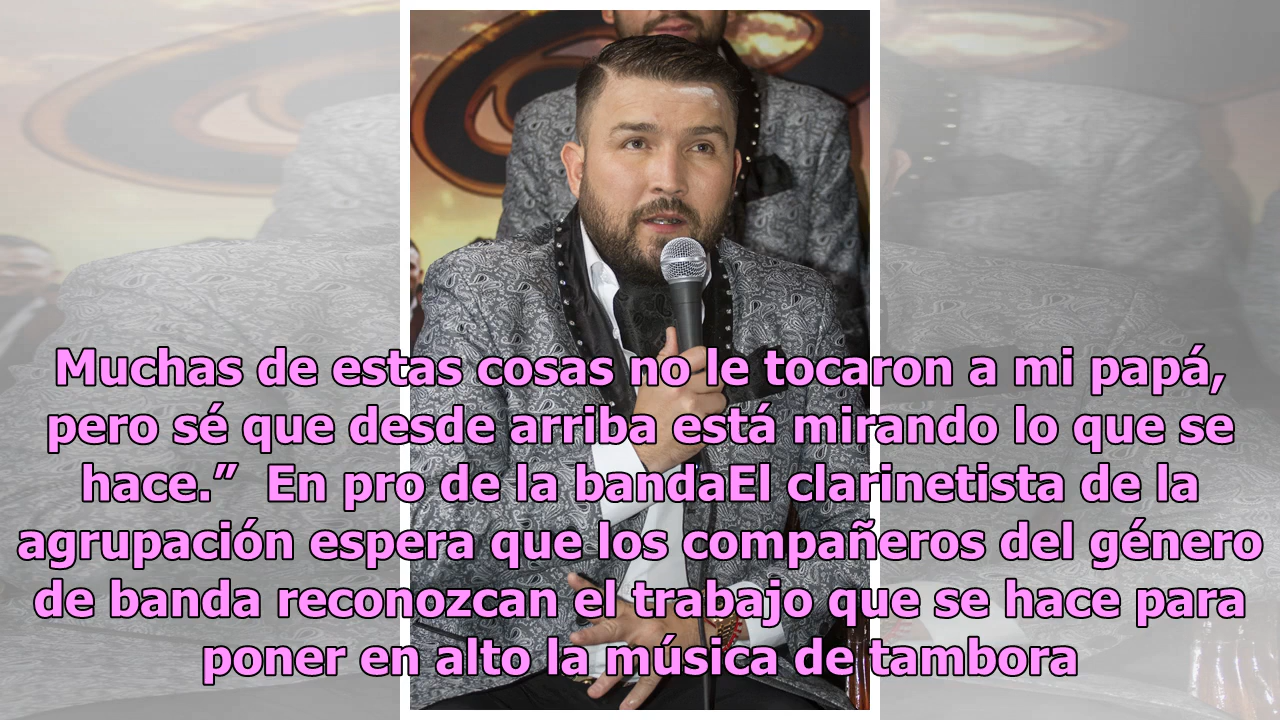 Muchas de estas cosas no le tocaron a mi papá,
pero sé que desde arriba está mirando lo que se
hace.”  En pro de la bandaEl clarinetista de la
agrupación espera que los compañeros del género
de banda reconozcan el trabajo que se hace para
poner en alto la música de tambora